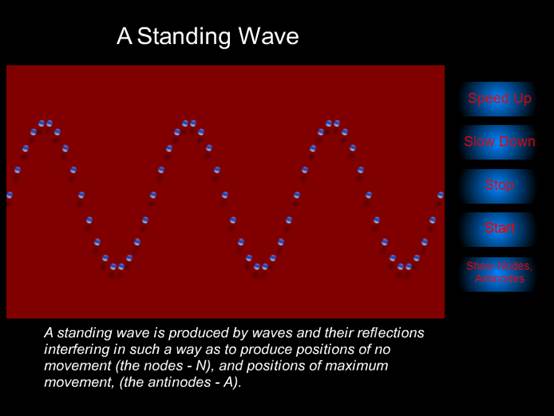 A Standing Wave
Speed Up
Slow Down
Stop
Start
Show Nodes,
Antinodes
A standing wave is produced by waves and their reflections
interfering in such a way as to produce positions of no
movement (the nodes - N), and positions of maximum
movement, (the antinodes - A).